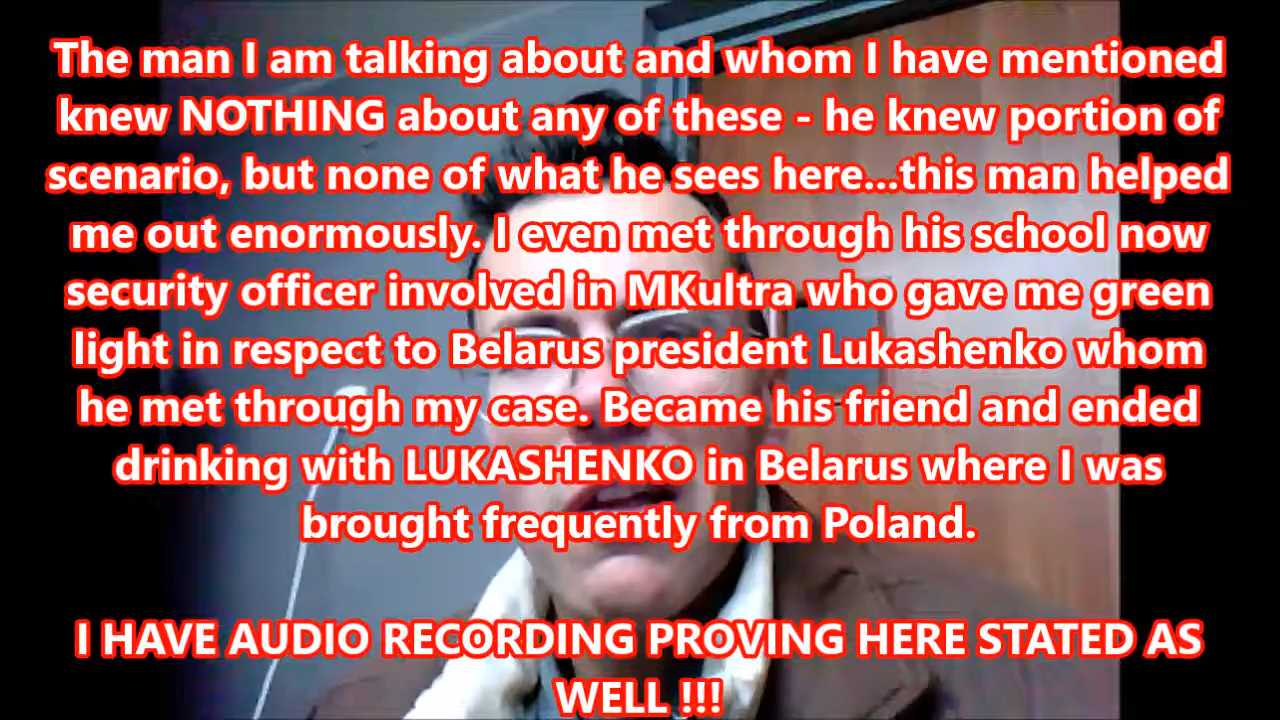 The man I am talking about and whom I have mentioned
knew NOTHING about any of these - he knew portion of
scenario, but none of what he sees here...this man helped
me out enormously. I even met through his school now
security officer involved in MKultra who gave me green
light in respect to Belarus president Lukashenko whom
he met through my case. Became his friend and ended
drinking with LUKASHENKO in Belarus where I was
brought frequently from Poland.
I HAVE AUDIO RECORDING PROVING HERE STATED AS
WELL !!!